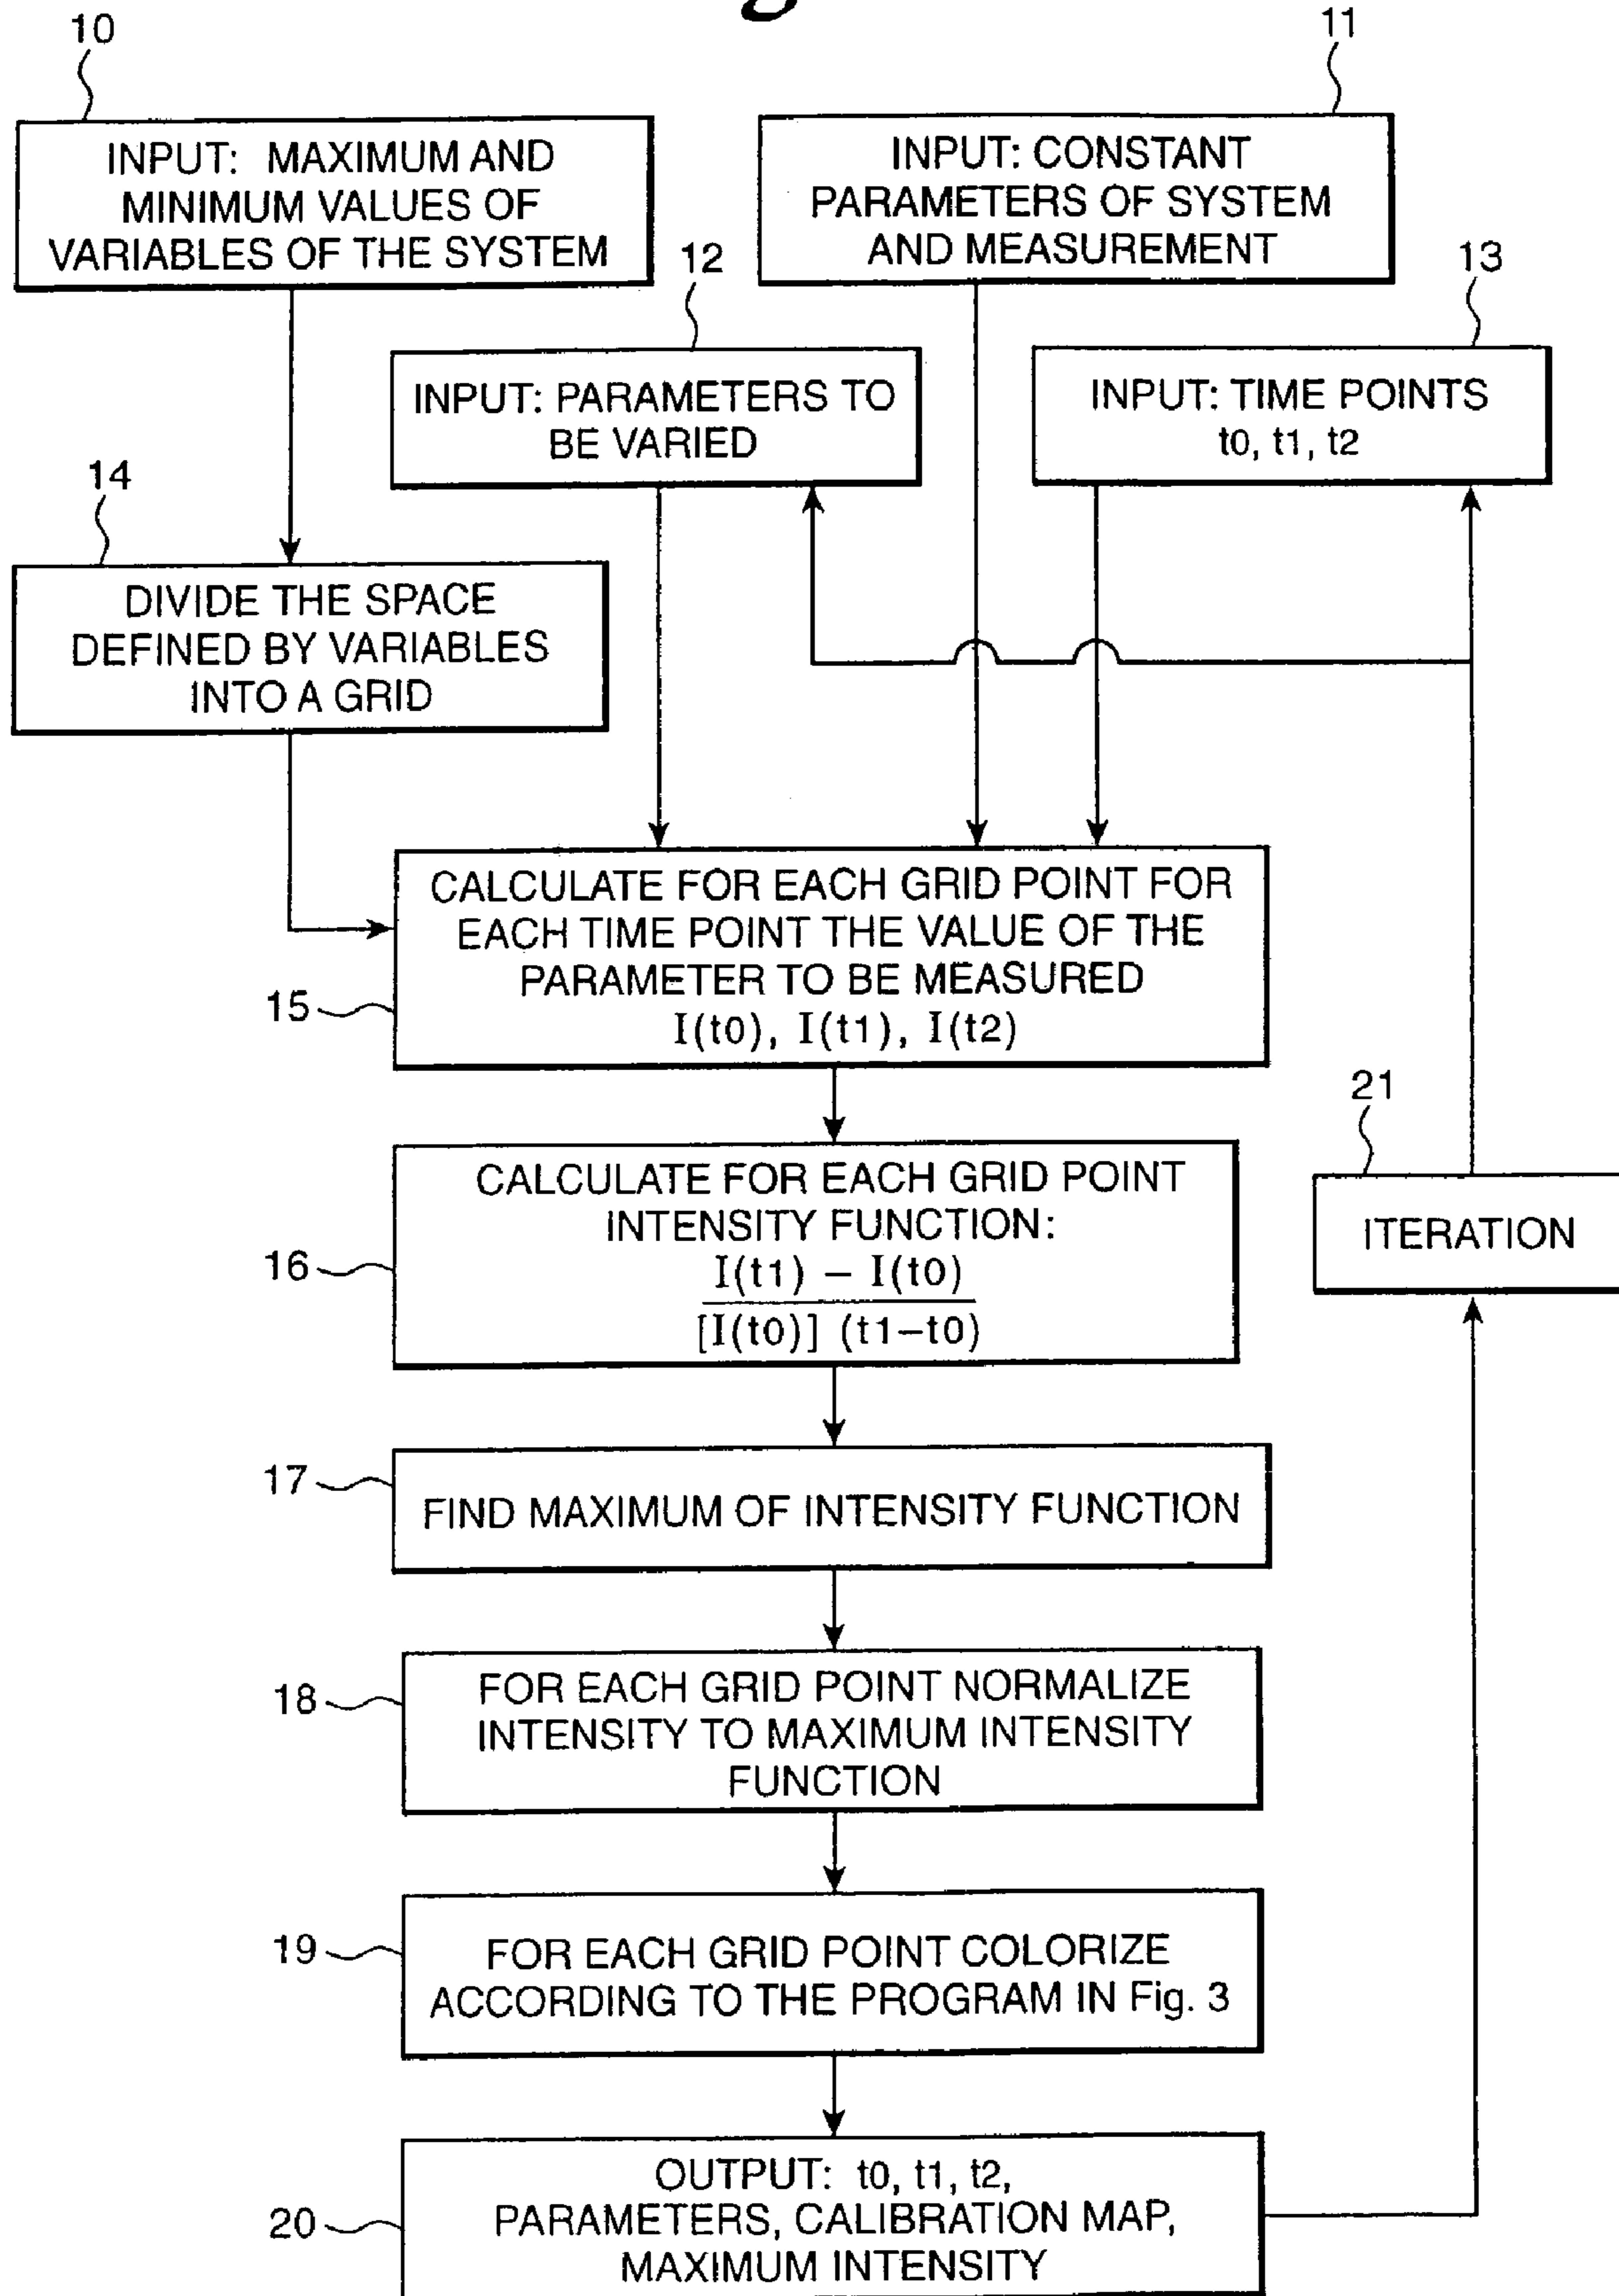 10
11
INPUT: MAXIMUM AND
MINIMUM VALUES OF
VARIABLES OF THE SYSTEM
INPUT: CONSTANT
PARAMETERS OF SYSTEM
AND MEASUREMENT
12
13
INPUT: PARAMETERS TO
BE VARIED
INPUT: TIME POINTS
t0, t1, t2
14
DIVIDE THE SPACE
DEFINED BY VARIABLES
INTO A GRID
CALCULATE FOR EACH GRID POINT FOR
EACH TIME POINT THE VALUE OF THE
PARAMETER TO BE MEASURED
I(t0), I(t1), I(t2)
15
21
ITERATION
CALCULATE FOR EACH GRID POINT
INTENSITY FUNCTION:
I(t1) – I(t0)
[I(t0)] (t1–t0)
16
17
FIND MAXIMUM OF INTENSITY FUNCTION
18
FOR EACH GRID POINT NORMALIZE
INTENSITY TO MAXIMUM INTENSITY
FUNCTION
19
FOR EACH GRID POINT COLORIZE
ACCORDING TO THE PROGRAM IN Fig. 3
OUTPUT: t0, t1, t2,
PARAMETERS, CALIBRATION MAP,
MAXIMUM INTENSITY
20